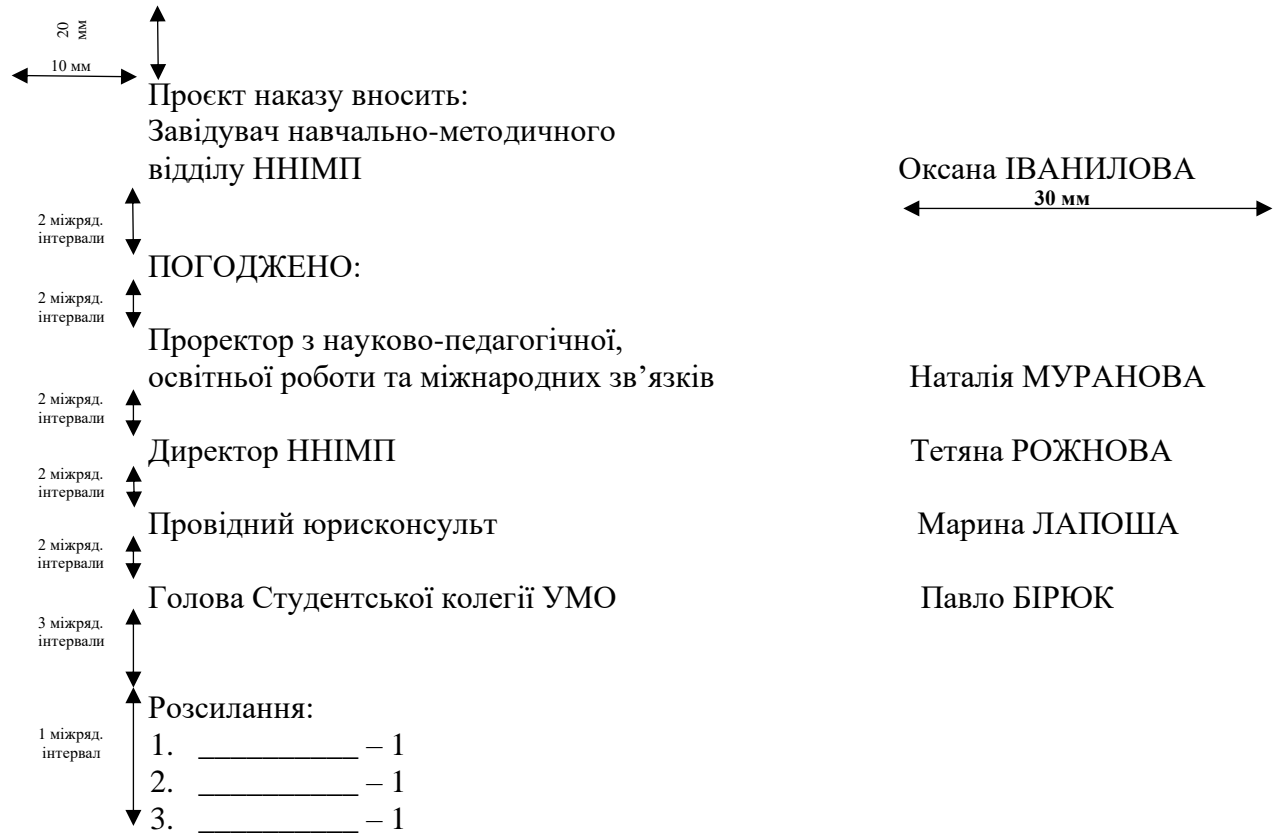 20
мм
10 мм
Проєкт наказу вносить:
Завідувач навчально-методичного
відділу ННІМП Оксана ІВАНИЛОВА
30 мм
2 міжряд.
інтервали
ПОГОДЖЕНО:
2 міжряд.
інтервали
Проректор з науково-педагогічної,
освітньої роботи та міжнародних зв’язків Наталія МУРАНОВА
2 міжряд.
інтервали
Директор ННІМП Тетяна РОЖНОВА
2 міжряд.
інтервали
Провідний юрисконсульт Марина ЛАПОША
2 міжряд.
інтервали
Голова Студентської колегії УМО Павло БІРЮК
3 міжряд.
інтервали
Розсилання:
1 міжряд.
інтервал
1. __________ – 1
2. __________ – 1
3. __________ – 1